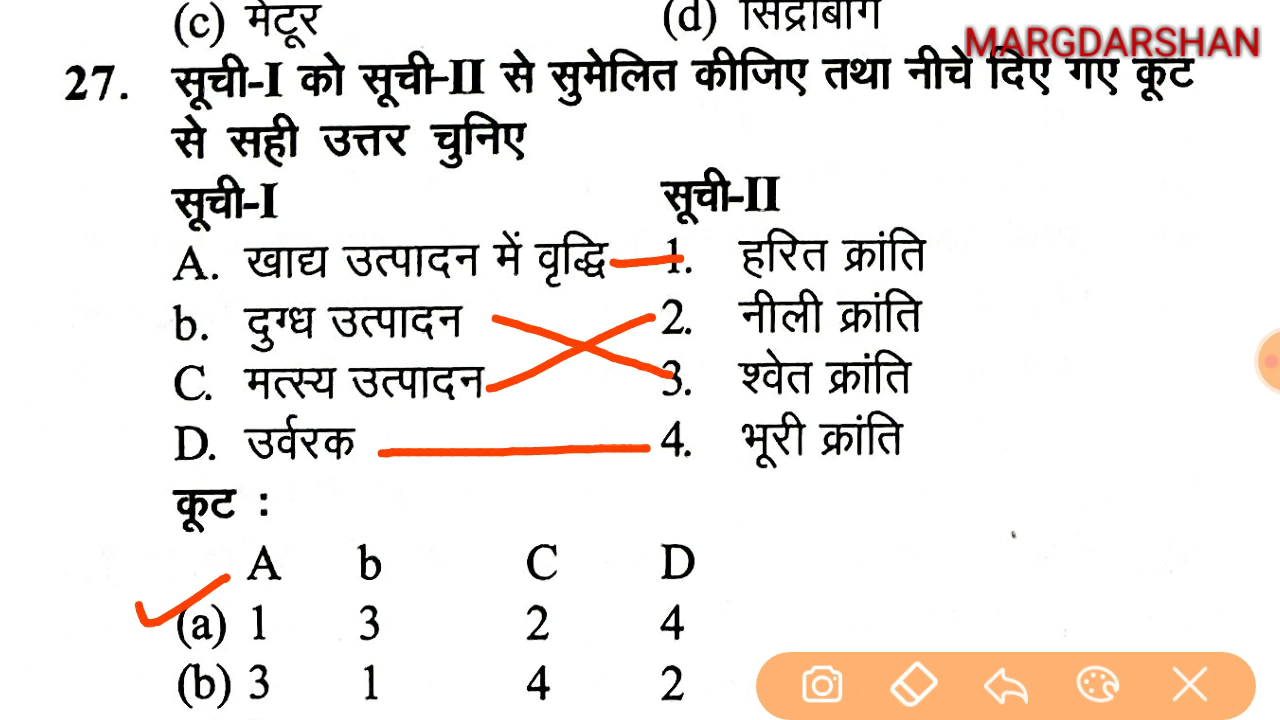 (c) मेटूर (d) सिद्राबाग
MARGDARSHAN
27. सूची-I को सूची-II से सुमेलित कीजिए तथा नीचे दिए गए कूट
से सही उत्तर चुनिए
सूची-I सूची-II
A. खाद्य उत्पादन में वृद्धि 1. हरित क्रांति
b. दुग्ध उत्पादन 2. नीली क्रांति
C. मत्स्य उत्पादन 3. श्वेत क्रांति
D. उर्वरक 4. भूरी क्रांति
कूट :
A b C D
(a) 1 3 2 4
(b) 3 1 4 2